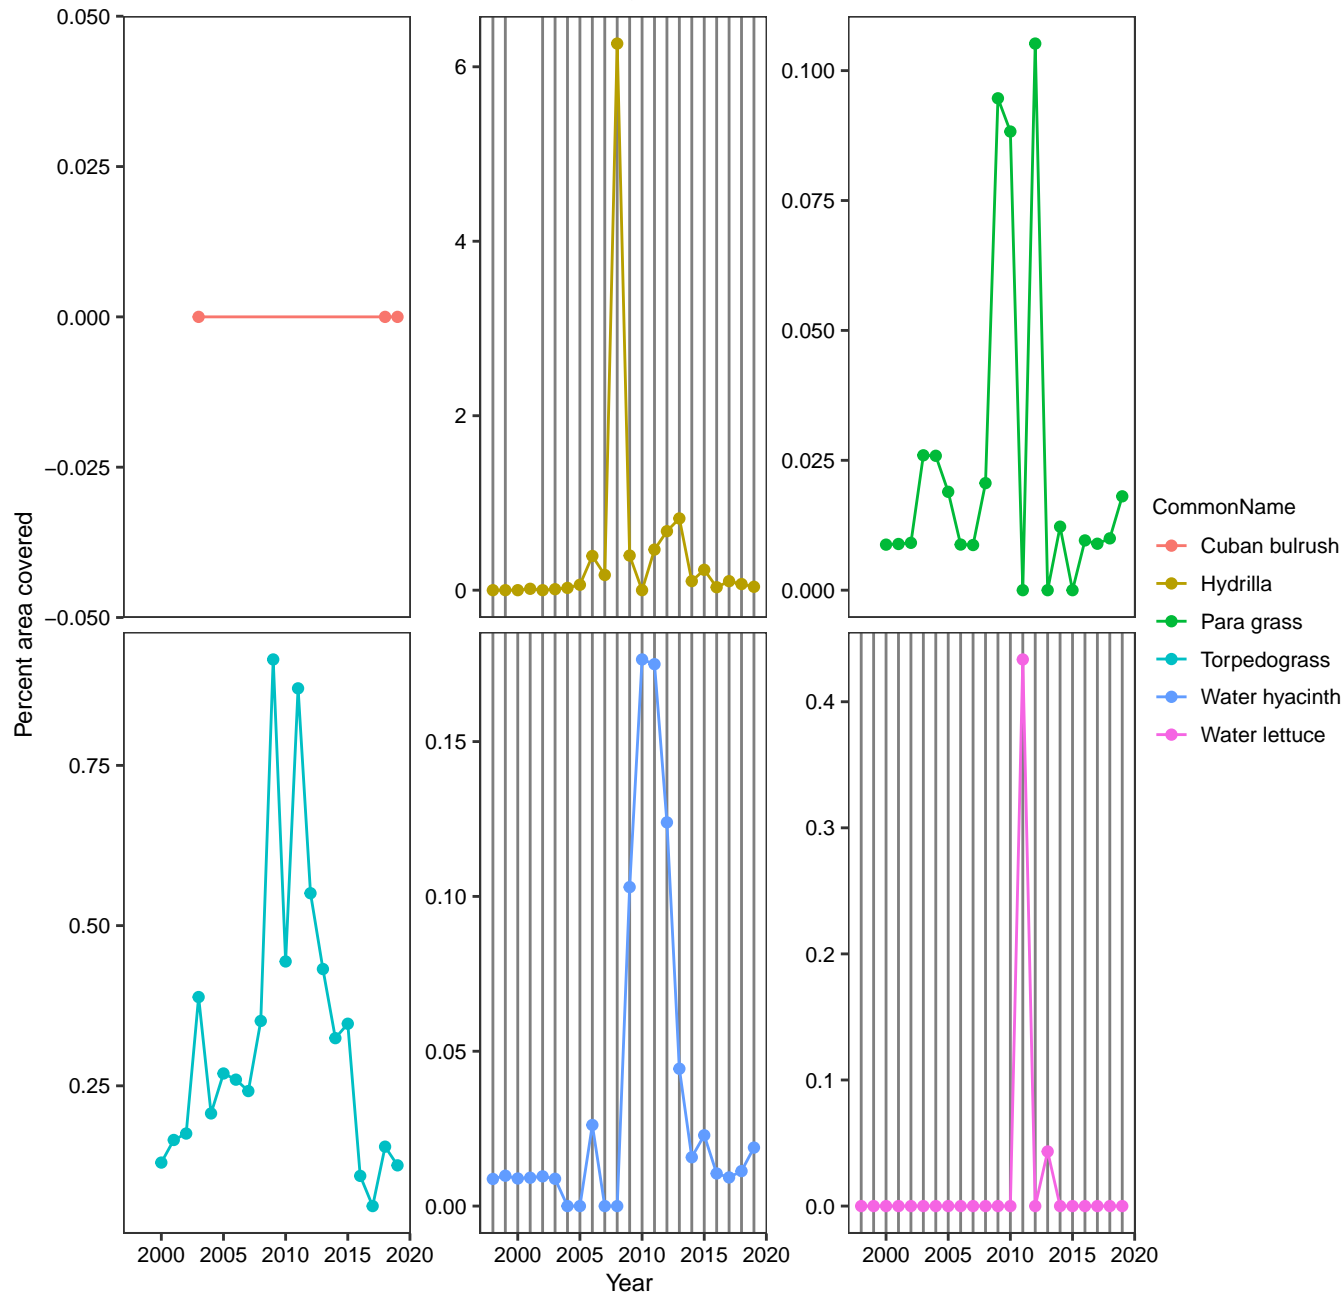 0.050
0.025
0.000
−0.025
−0.050
6
4
2
0
0.100
0.075
0.050
0.025
0.000
Percent area covered
0.75
0.50
0.25
0.15
0.10
0.05
0.00
0.4
0.3
0.2
0.1
0.0
2000 2005 2010 2015 2020
2000 2005 2010 2015 2020
2000 2005 2010 2015 2020
Year
CommonName
Cuban bulrush
Hydrilla
Para grass
Torpedograss
Water hyacinth
Water lettuce